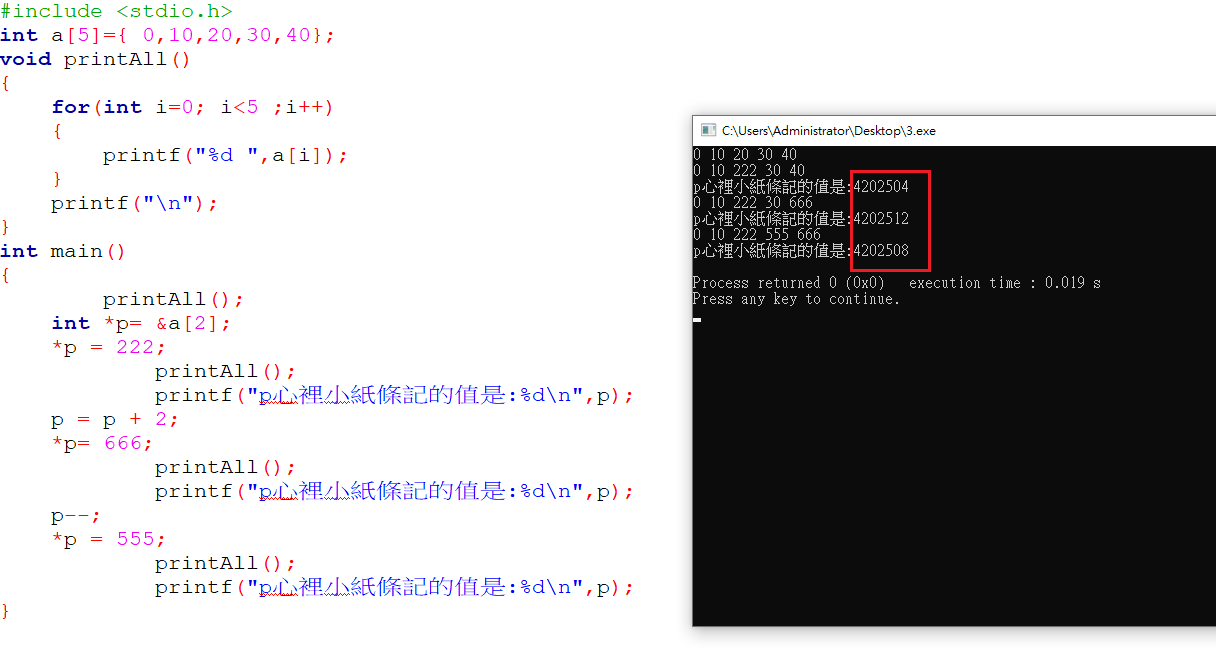 #include <stdio.h>
int a[5]={ 0,10,20,30,40};
void printAll()
{
    for(int i=0; i<5 ;i++)
    {
        printf("%d ",a[i]);
    }
    printf("\n");
}
int main()
{
        printAll();
    int *p= &a[2];
    *p = 222;
            printAll();
            printf("p心裡小紙條記的值是:%d\n",p);
    p = p + 2;
    *p= 666;
            printAll();
            printf("p心裡小紙條記的值是:%d\n",p);
    p--;
    *p = 555;
            printAll();
            printf("p心裡小紙條記的值是:%d\n",p);
}
C:\Users\Administrator\Desktop\3.exe
0 10 20 30 40
0 10 222 30 40
p心裡小紙條記的值是:4202504
0 10 222 30 666
p心裡小紙條記的值是:4202512
0 10 222 555 666
p心裡小紙條記的值是:4202508
Process returned 0 (0x0)   execution time : 0.019 s
Press any key to continue.